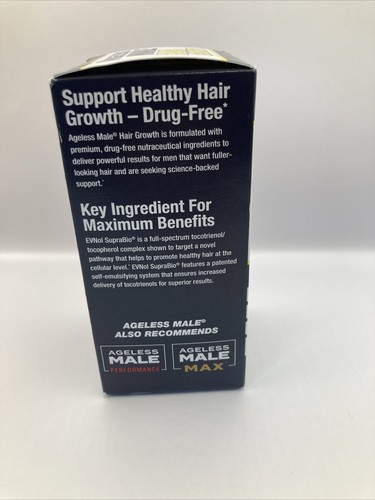 Support Healthy Hair
Growth – Drug-Free*
Ageless Male® Hair Growth is formulated with
premium, drug-free nutraceutical ingredients to
deliver powerful results for men that want fuller-
looking hair and are seeking science-backed
support.*
Key Ingredient For
Maximum Benefits
EVNol SupraBio® is a full-spectrum tocotrienol/
tocopherol complex shown to target a novel
pathway that helps to promote healthy hair at the
cellular level.* EVNol SupraBio® features a patented
self-emulsifying system that ensures increased
delivery of tocotrienols for superior results.
AGELESS MALE®
ALSO RECOMMENDS
AGELESS
MALE
PERFORMANCE
AGELESS
MALE
MAX